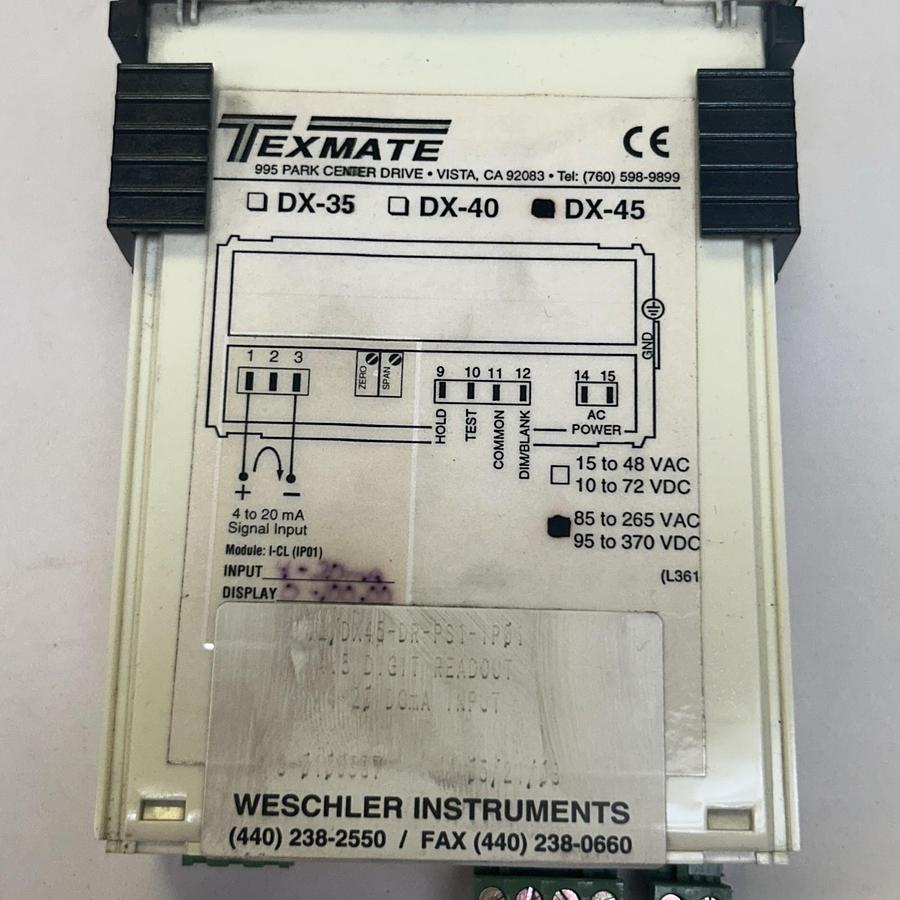 TEXMATE
CE
995 PARK CENTER DRIVE • VISTA, CA 92083 • Tel: (760) 598-9899
DX-35 DX-40 DX-45
GND
1 2 3
ZERO
SPAN
9 10 11 12
14 15
HOLD
TEST
COMMON
DIM/BLANK
AC
POWER
+ −
4 to 20 mA
Signal Input
15 to 48 VAC
10 to 72 VDC
85 to 265 VAC
95 to 370 VDC
Module: I-CL (IP01)
INPUT
DISPLAY
(L361
DIGIT READOUT
INPUT
WESCHLER INSTRUMENTS
(440) 238-2550 / FAX (440) 238-0660